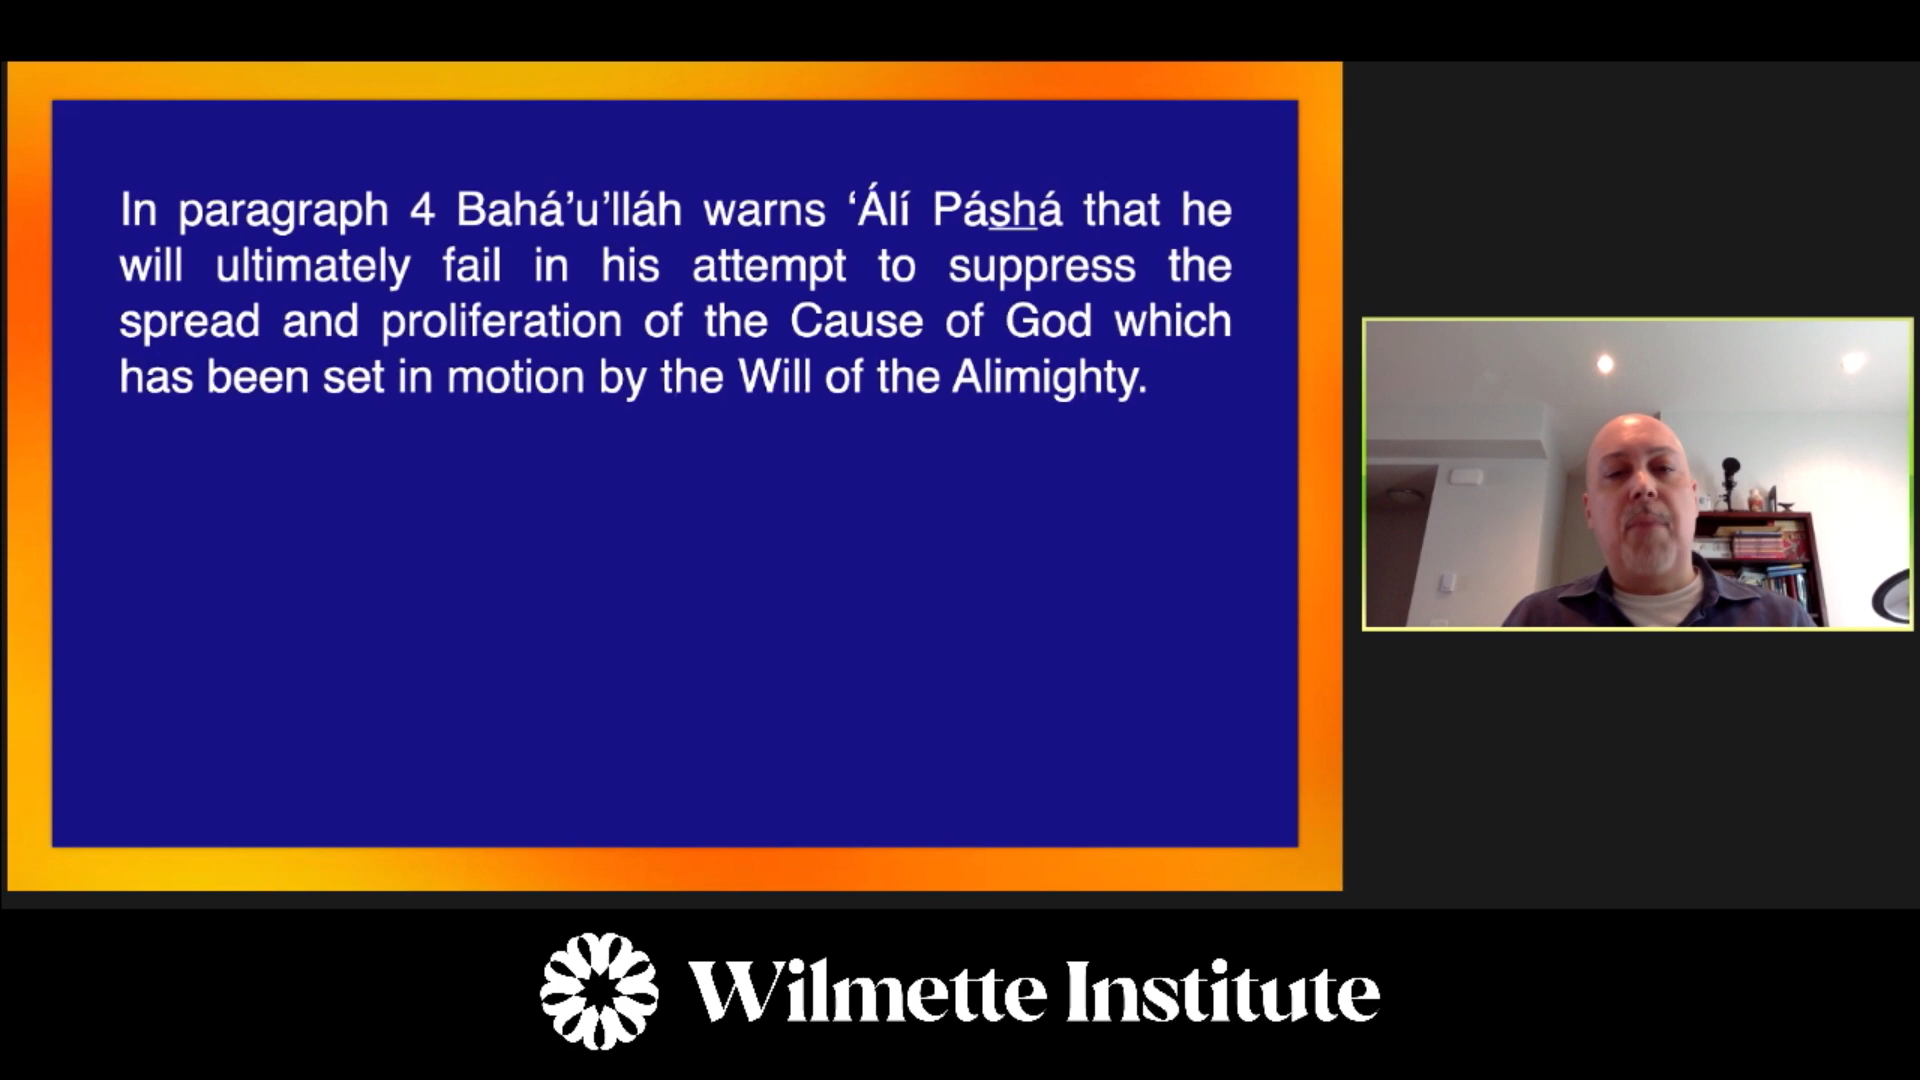 In paragraph 4 Bahá’u’lláh warns ‘Álí Páshá that he
will ultimately fail in his attempt to suppress the
spread and proliferation of the Cause of God which
has been set in motion by the Will of the Alimighty.
Wilmette Institute